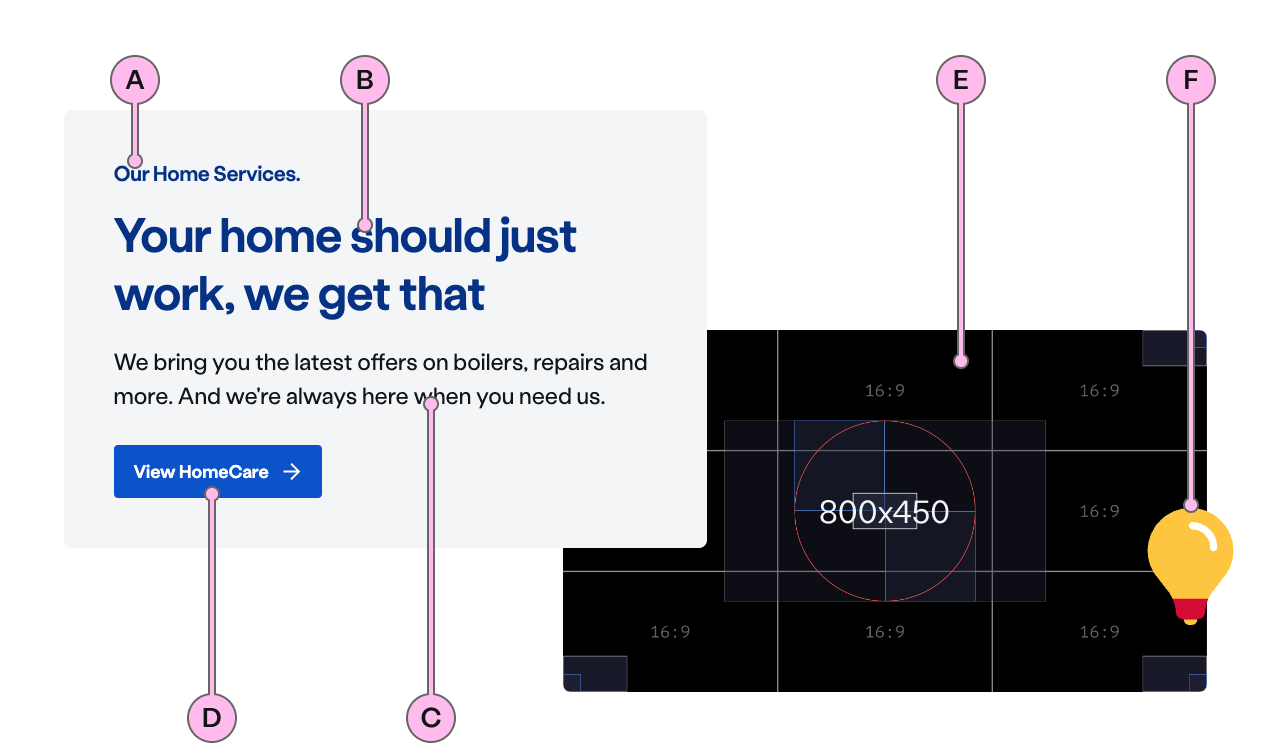 A
B
E
F
Our Home Services.
Your home should just
work, we get that
We bring you the latest offers on boilers, repairs and
more. And we're always here when you need us.
View HomeCare
16:9
16:9
800x450
16:9
16:9
16:9
16:9
D
C